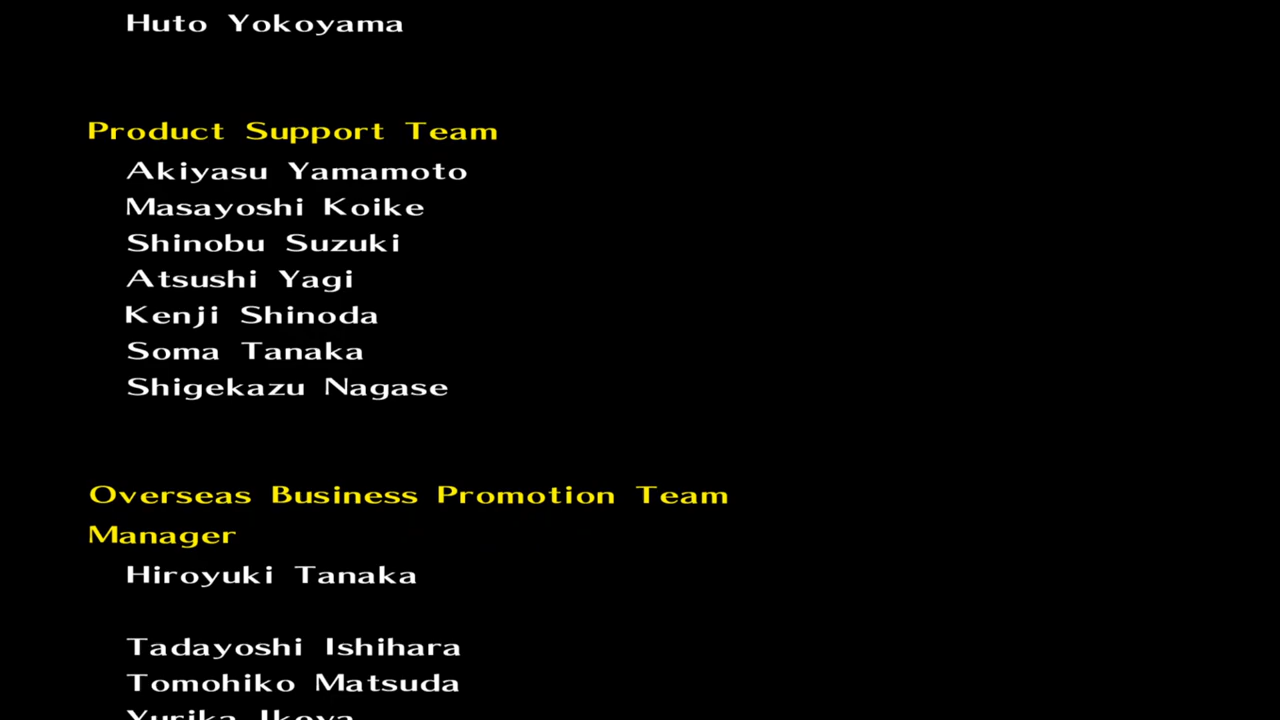 Huto Yokoyama
Product Support Team
Akiyasu Yamamoto
Masayoshi Koike
Shinobu Suzuki
Atsushi Yagi
Kenji Shinoda
Soma Tanaka
Shigekazu Nagase
Overseas Business Promotion Team
Manager
Hiroyuki Tanaka
Tadayoshi Ishihara
Tomohiko Matsuda
Yurika